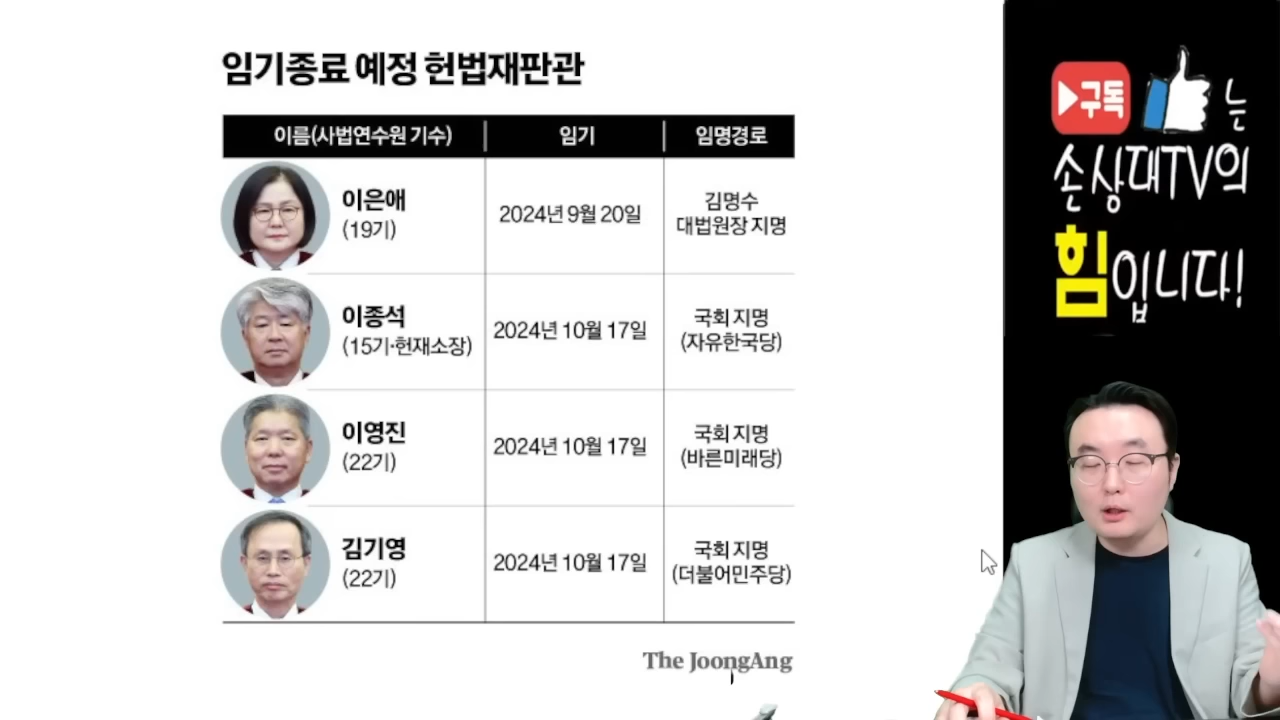 임기종료 예정 헌법재판관
이름(사법연수원 기수) 임기 임명경로
이은애
(19기)
2024년 9월 20일
김명수
대법원장 지명
이종석
(15기·헌재소장)
2024년 10월 17일
국회 지명
(자유한국당)
이영진
(22기)
2024년 10월 17일
국회 지명
(바른미래당)
김기영
(22기)
2024년 10월 17일
국회 지명
(더불어민주당)
The JoongAng
구독 는
손상대TV의
힘입니다!